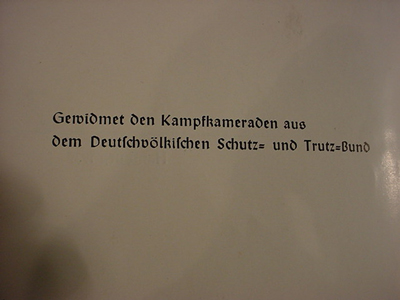 Gewidmet den Kampfkameraden aus
dem Deutſchvölkiſchen Schutz= und Trutz=Bund